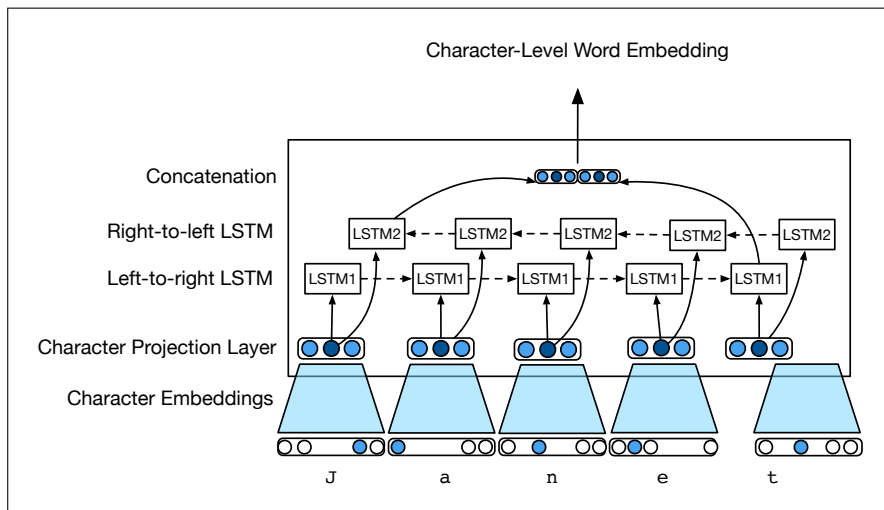 Character-Level Word Embedding
Concatenation
Right-to-left LSTM
LSTM2 LSTM2 LSTM2 LSTM2 LSTM2
Left-to-right LSTM
LSTM1 LSTM1 LSTM1 LSTM1 LSTM1
Character Projection Layer
Character Embeddings
J a n e t